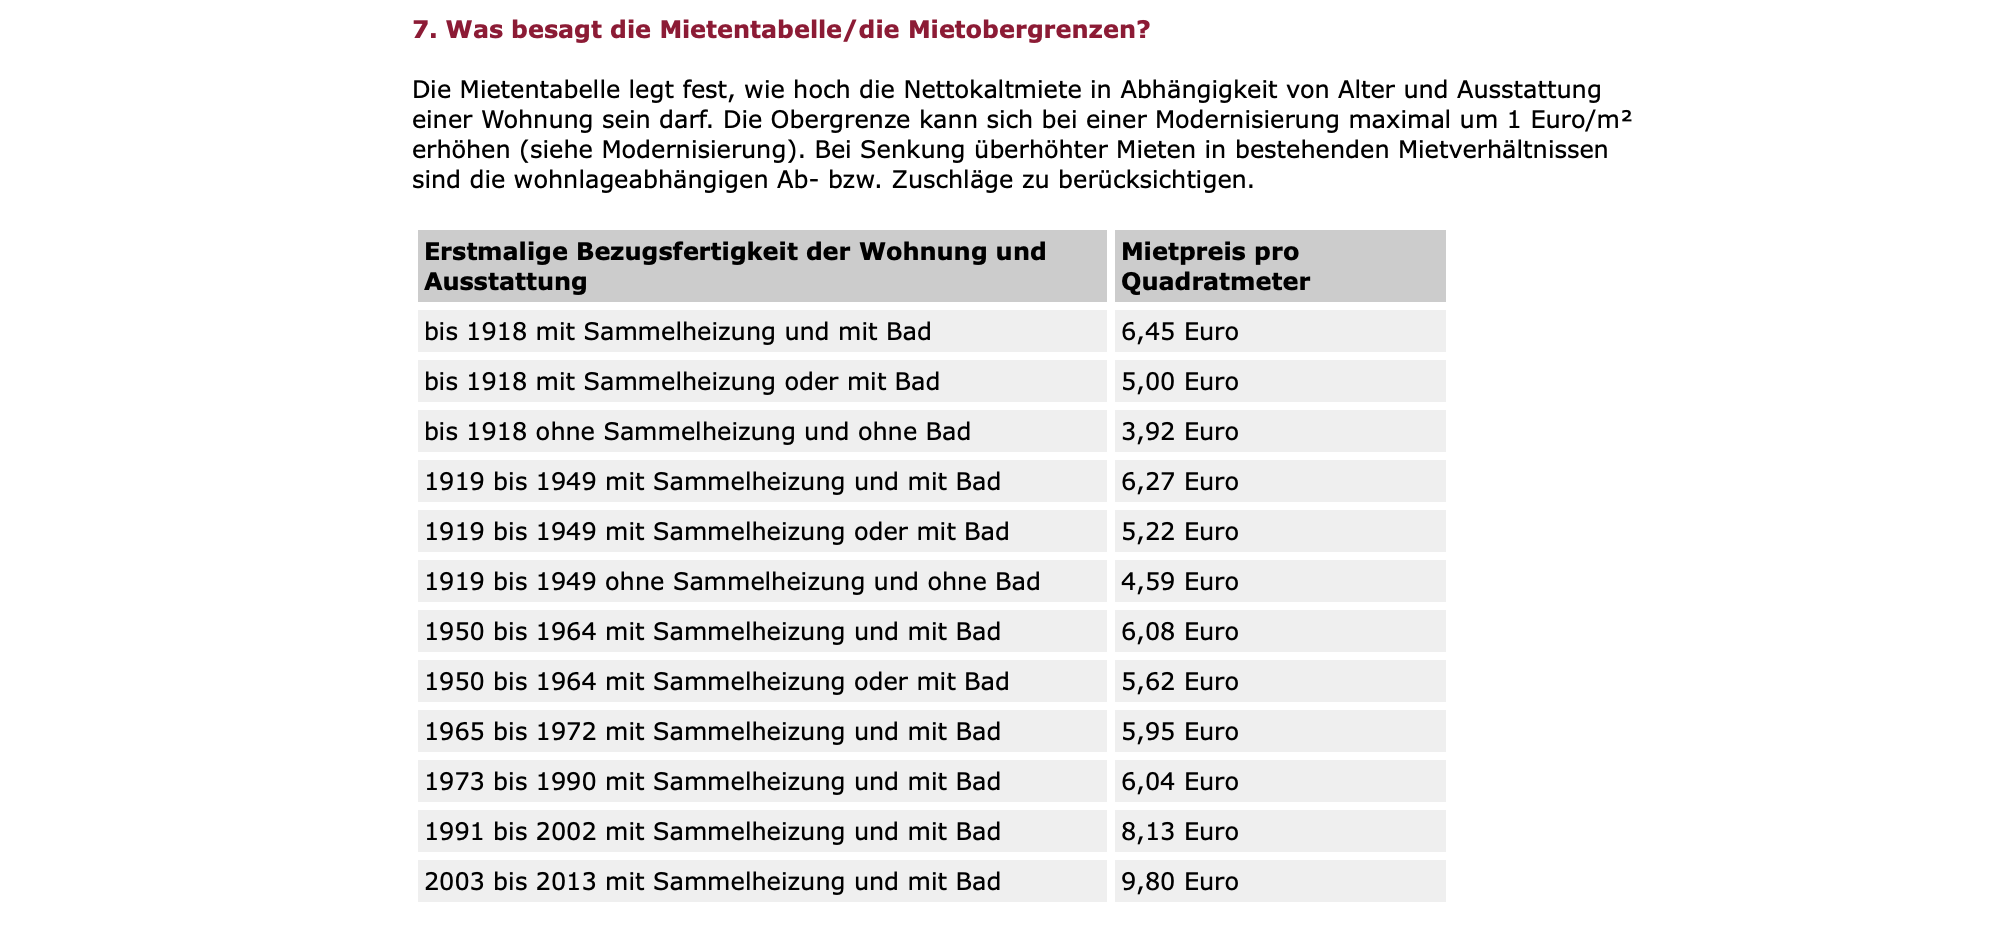 7. Was besagt die Mietentabelle/die Mietobergrenzen?
Die Mietentabelle legt fest, wie hoch die Nettokaltmiete in Abhängigkeit von Alter und Ausstattung
einer Wohnung sein darf. Die Obergrenze kann sich bei einer Modernisierung maximal um 1 Euro/m²
erhöhen (siehe Modernisierung). Bei Senkung überhöhter Mieten in bestehenden Mietverhältnissen
sind die wohnlageabhängigen Ab- bzw. Zuschläge zu berücksichtigen.
Erstmalige Bezugsfertigkeit der Wohnung und
Ausstattung
Mietpreis pro
Quadratmeter
bis 1918 mit Sammelheizung und mit Bad 6,45 Euro
bis 1918 mit Sammelheizung oder mit Bad 5,00 Euro
bis 1918 ohne Sammelheizung und ohne Bad 3,92 Euro
1919 bis 1949 mit Sammelheizung und mit Bad 6,27 Euro
1919 bis 1949 mit Sammelheizung oder mit Bad 5,22 Euro
1919 bis 1949 ohne Sammelheizung und ohne Bad 4,59 Euro
1950 bis 1964 mit Sammelheizung und mit Bad 6,08 Euro
1950 bis 1964 mit Sammelheizung oder mit Bad 5,62 Euro
1965 bis 1972 mit Sammelheizung und mit Bad 5,95 Euro
1973 bis 1990 mit Sammelheizung und mit Bad 6,04 Euro
1991 bis 2002 mit Sammelheizung und mit Bad 8,13 Euro
2003 bis 2013 mit Sammelheizung und mit Bad 9,80 Euro